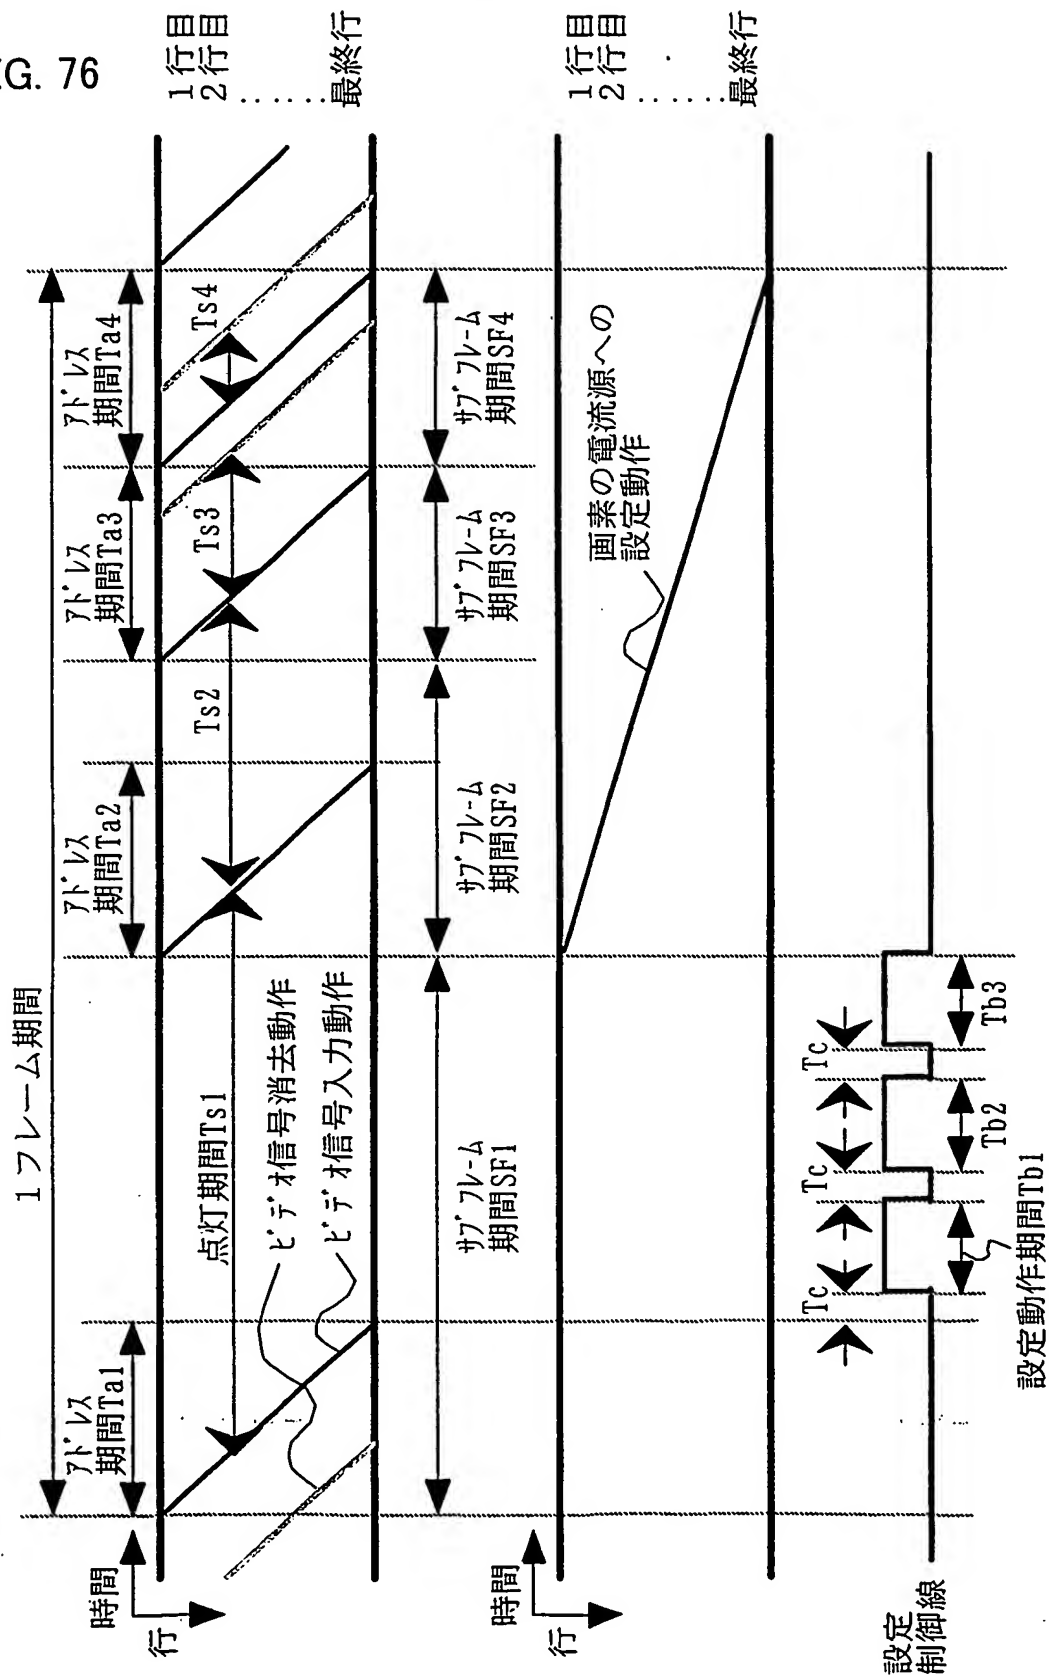 G. 76
1フレーム期間
アドレス
期間Ta1
アドレス
期間Ta2
アドレス
期間Ta3
アドレス
期間Ta4
時間
行
点灯期間Ts1
Ts2
Ts3
Ts4
ビデオ信号消去動作
ビデオ信号入力動作
1行目
2行目
......
最終行
サブフレーム
期間SF1
サブフレーム
期間SF2
サブフレーム
期間SF3
サブフレーム
期間SF4
時間
行
画素の電流源への
設定動作
1行目
2行目
......
最終行
設定
制御線
Tc
Tc
Tc
設定動作期間Tb1
Tb2
Tb3